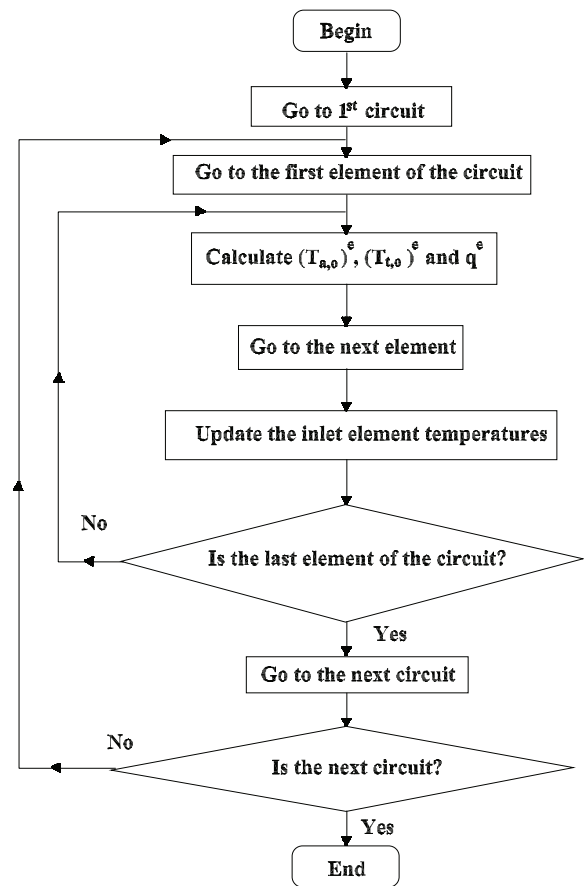 Begin
Go to 1st circuit
Go to the first element of the circuit
Calculate (Ta,o)^e, (Tt,o)^e and q^e
Go to the next element
Update the inlet element temperatures
No
Is the last element of the circuit?
Yes
Go to the next circuit
No
Is the next circuit?
Yes
End